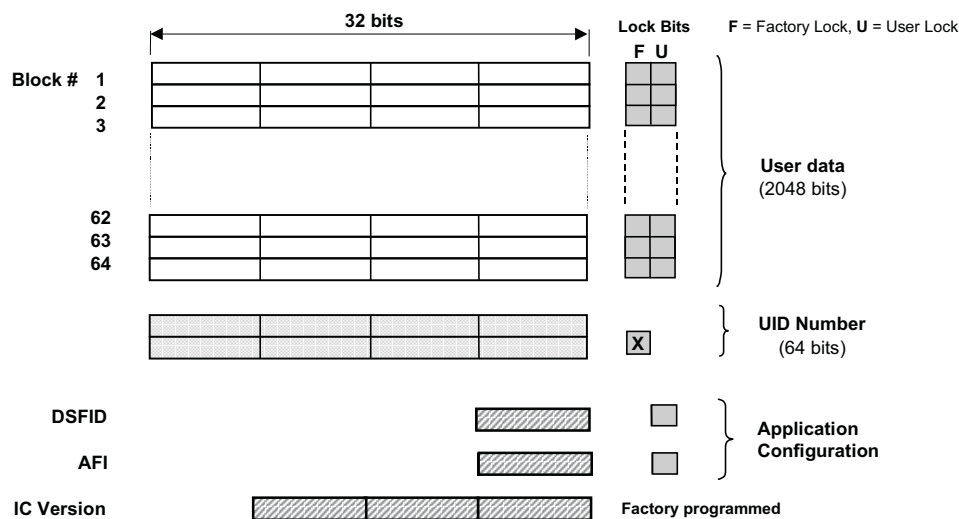 32 bits
Lock Bits
F = Factory Lock, U = User Lock
F U
Block # 1
2
3
User data
(2048 bits)
62
63
64
UID Number
(64 bits)
X
DSFID
Application
Configuration
AFI
IC Version
Factory programmed